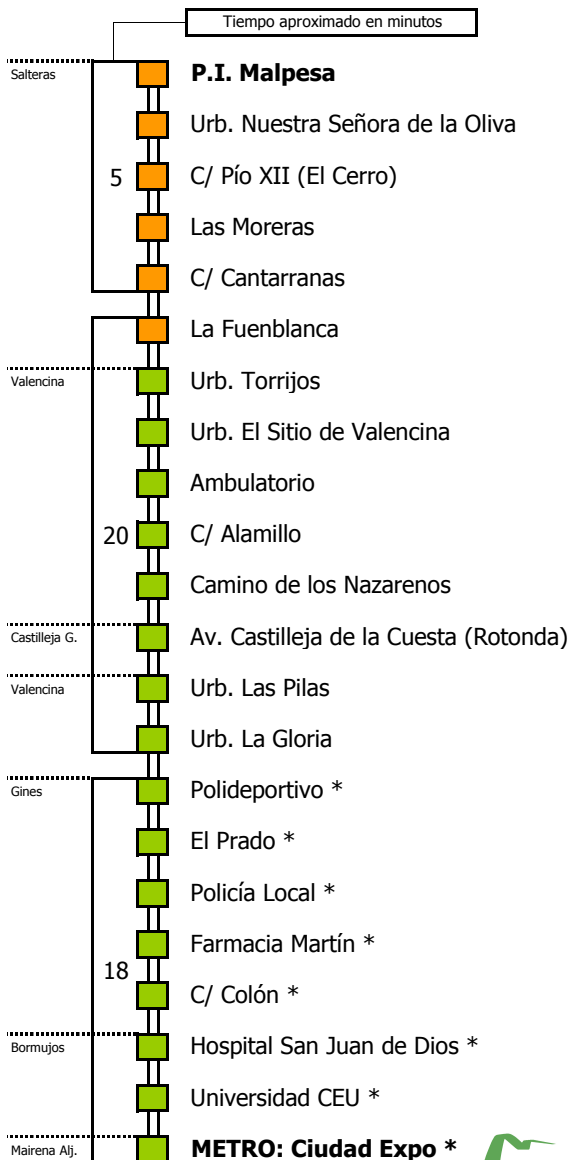 Tiempo aproximado en minutos
Salteras
P.I. Malpesa
Urb. Nuestra Señora de la Oliva
5
C/ Pío XII (El Cerro)
Las Moreras
C/ Cantarranas
La Fuenblanca
Valencina
Urb. Torrijos
Urb. El Sitio de Valencina
Ambulatorio
20
C/ Alamillo
Camino de los Nazarenos
Castilleja G.
Av. Castilleja de la Cuesta (Rotonda)
Valencina
Urb. Las Pilas
Urb. La Gloria
Gines
Polideportivo *
El Prado *
Policía Local *
Farmacia Martín *
18
C/ Colón *
Bormujos
Hospital San Juan de Dios *
Universidad CEU *
Mairena Alj.
METRO: Ciudad Expo *